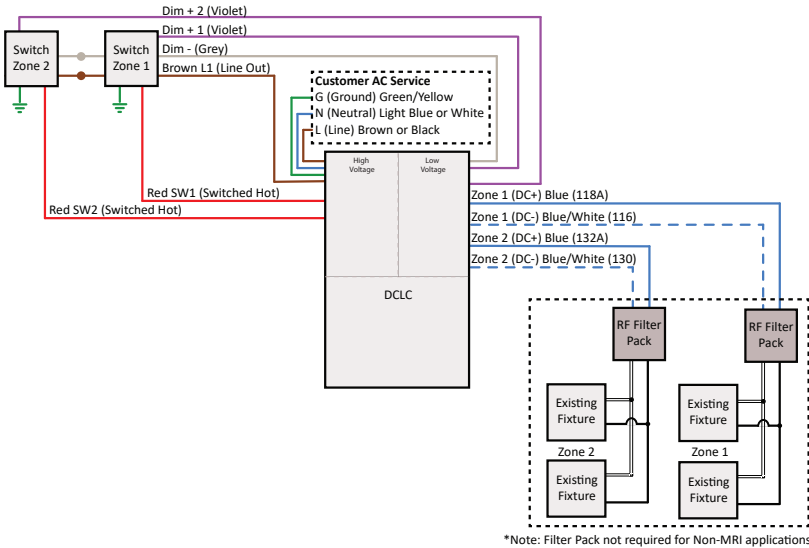 Dim + 2 (Violet)
Dim + 1 (Violet)
Dim - (Grey)
Brown L1 (Line Out)
Switch
Zone 2
Switch
Zone 1
Customer AC Service
G (Ground) Green/Yellow
N (Neutral) Light Blue or White
L (Line) Brown or Black
High
Voltage
Low
Voltage
Red SW1 (Switched Hot)
Red SW2 (Switched Hot)
Zone 1 (DC+) Blue (118A)
Zone 1 (DC-) Blue/White (116)
Zone 2 (DC+) Blue (132A)
Zone 2 (DC-) Blue/White (130)
DCLC
RF Filter
Pack
RF Filter
Pack
Existing
Fixture
Existing
Fixture
Zone 2
Zone 1
Existing
Fixture
Existing
Fixture
*Note: Filter Pack not required for Non-MRI applications